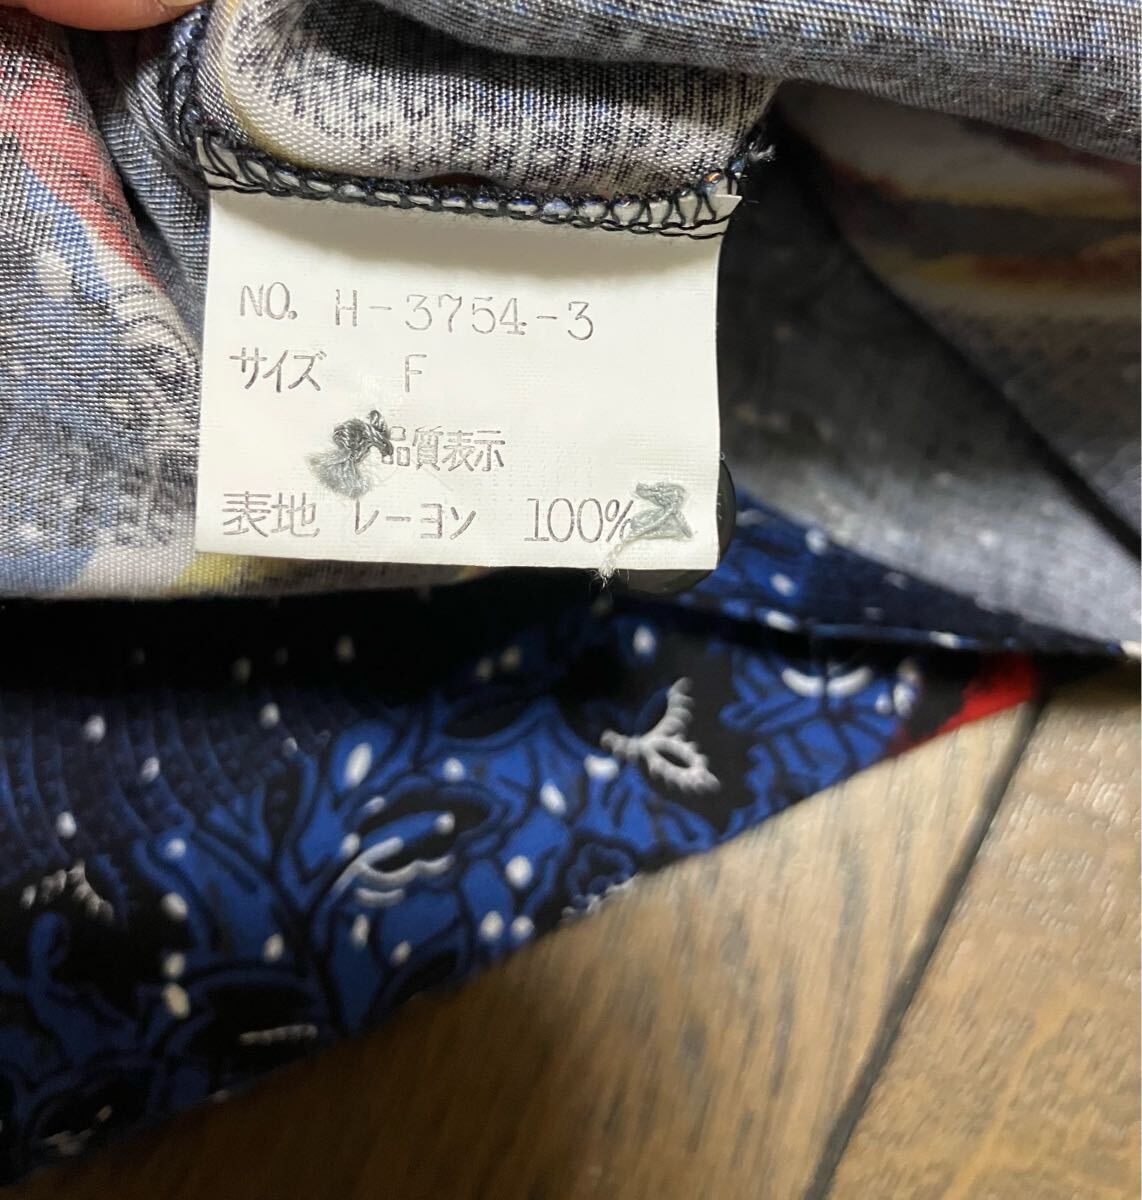 NO. H-3754-3
サイズ F
品質表示
表地 レーヨン 100%